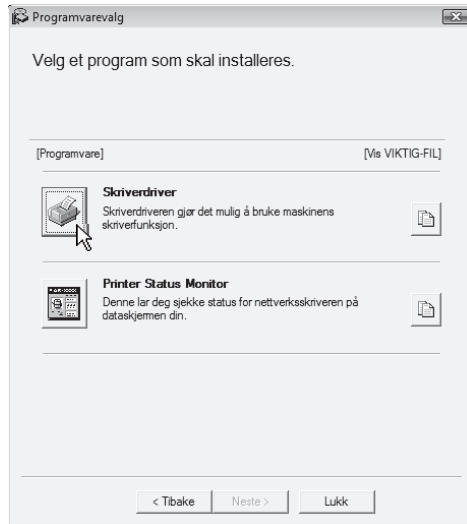 Programvarevalg
Velg et program som skal installeres.
[Programvare] [Vis VIKTIG-FIL]
Skriverdriver
Skriverdriveren gjør det mulig å bruke maskinens
skriverfunksjon.
Printer Status Monitor
Denne lar deg sjekke status for nettverksskriveren på
dataskjermen din.
< Tibake Neste > Lukk